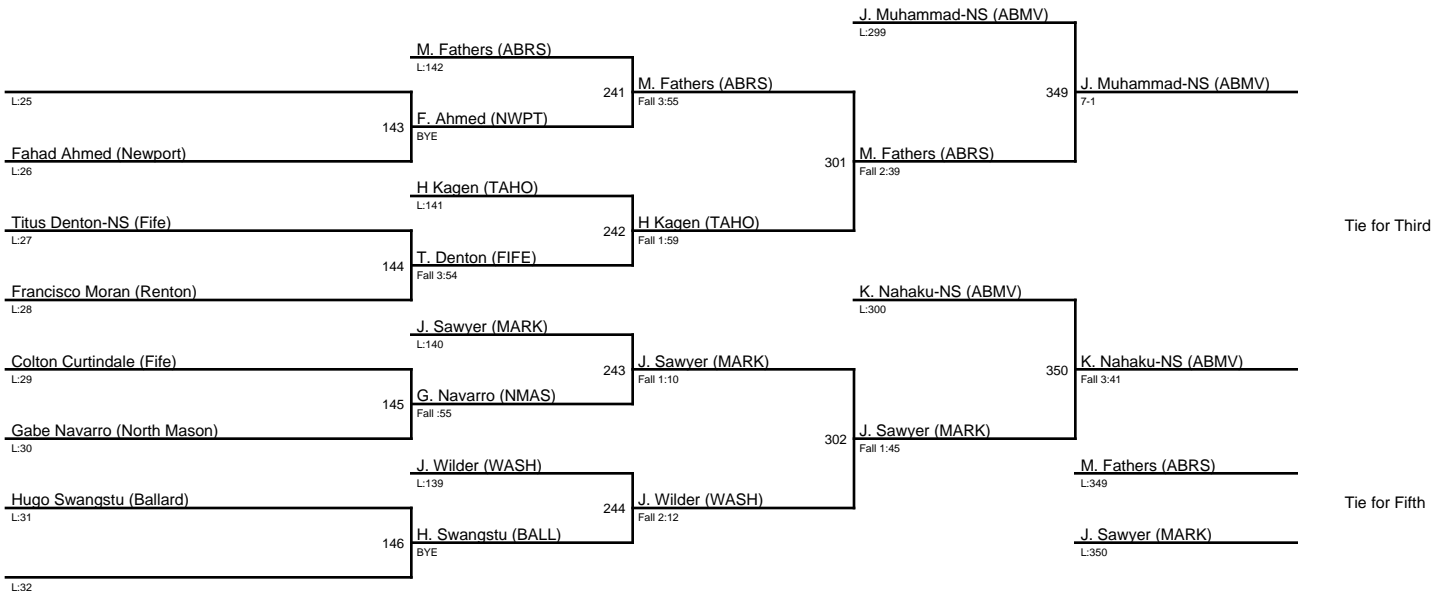 J. Muhammad-NS (ABMV)
L:299
M. Fathers (ABRS)
L:142
L:25
241
M. Fathers (ABRS)
Fall 3:55
349
J. Muhammad-NS (ABMV)
7-1
143
F. Ahmed (NWPT)
BYE
Fahad Ahmed (Newport)
L:26
301
M. Fathers (ABRS)
Fall 2:39
H Kagen (TAHO)
L:141
Titus Denton-NS (Fife)
L:27
242
H Kagen (TAHO)
Fall 1:59
Tie for Third
144
T. Denton (FIFE)
Fall 3:54
Francisco Moran (Renton)
L:28
K. Nahaku-NS (ABMV)
L:300
J. Sawyer (MARK)
L:140
Colton Curtindale (Fife)
L:29
243
J. Sawyer (MARK)
Fall 1:10
350
K. Nahaku-NS (ABMV)
Fall 3:41
145
G. Navarro (NMAS)
Fall :55
Gabe Navarro (North Mason)
L:30
302
J. Sawyer (MARK)
Fall 1:45
J. Wilder (WASH)
L:139
M. Fathers (ABRS)
L:349
Hugo Swangstu (Ballard)
L:31
244
J. Wilder (WASH)
Fall 2:12
Tie for Fifth
146
H. Swangstu (BALL)
BYE
J. Sawyer (MARK)
L:350
L:32